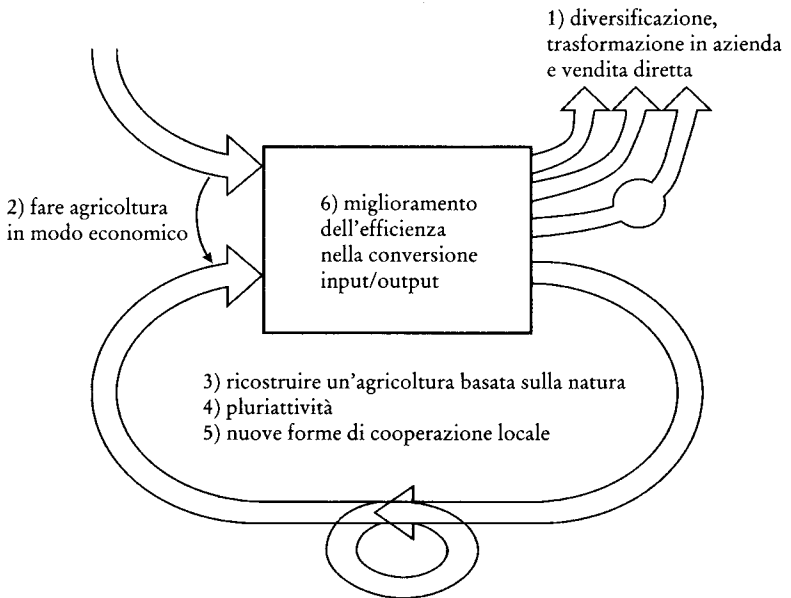 1) diversificazione,
trasformazione in azienda
e vendita diretta
2) fare agricoltura
in modo economico
6) miglioramento
dell'efficienza
nella conversione
input/output
3) ricostruire un'agricoltura basata sulla natura
4) pluriattività
5) nuove forme di cooperazione locale